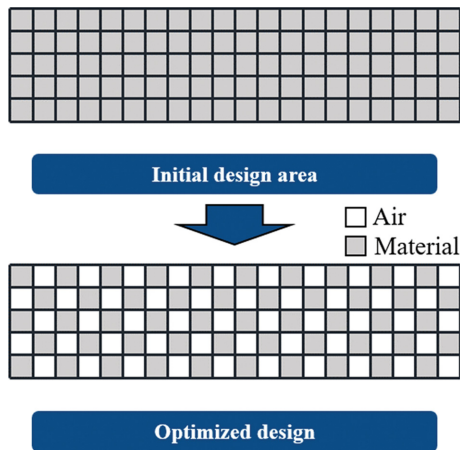 Initial design area
Air
Material
Optimized design